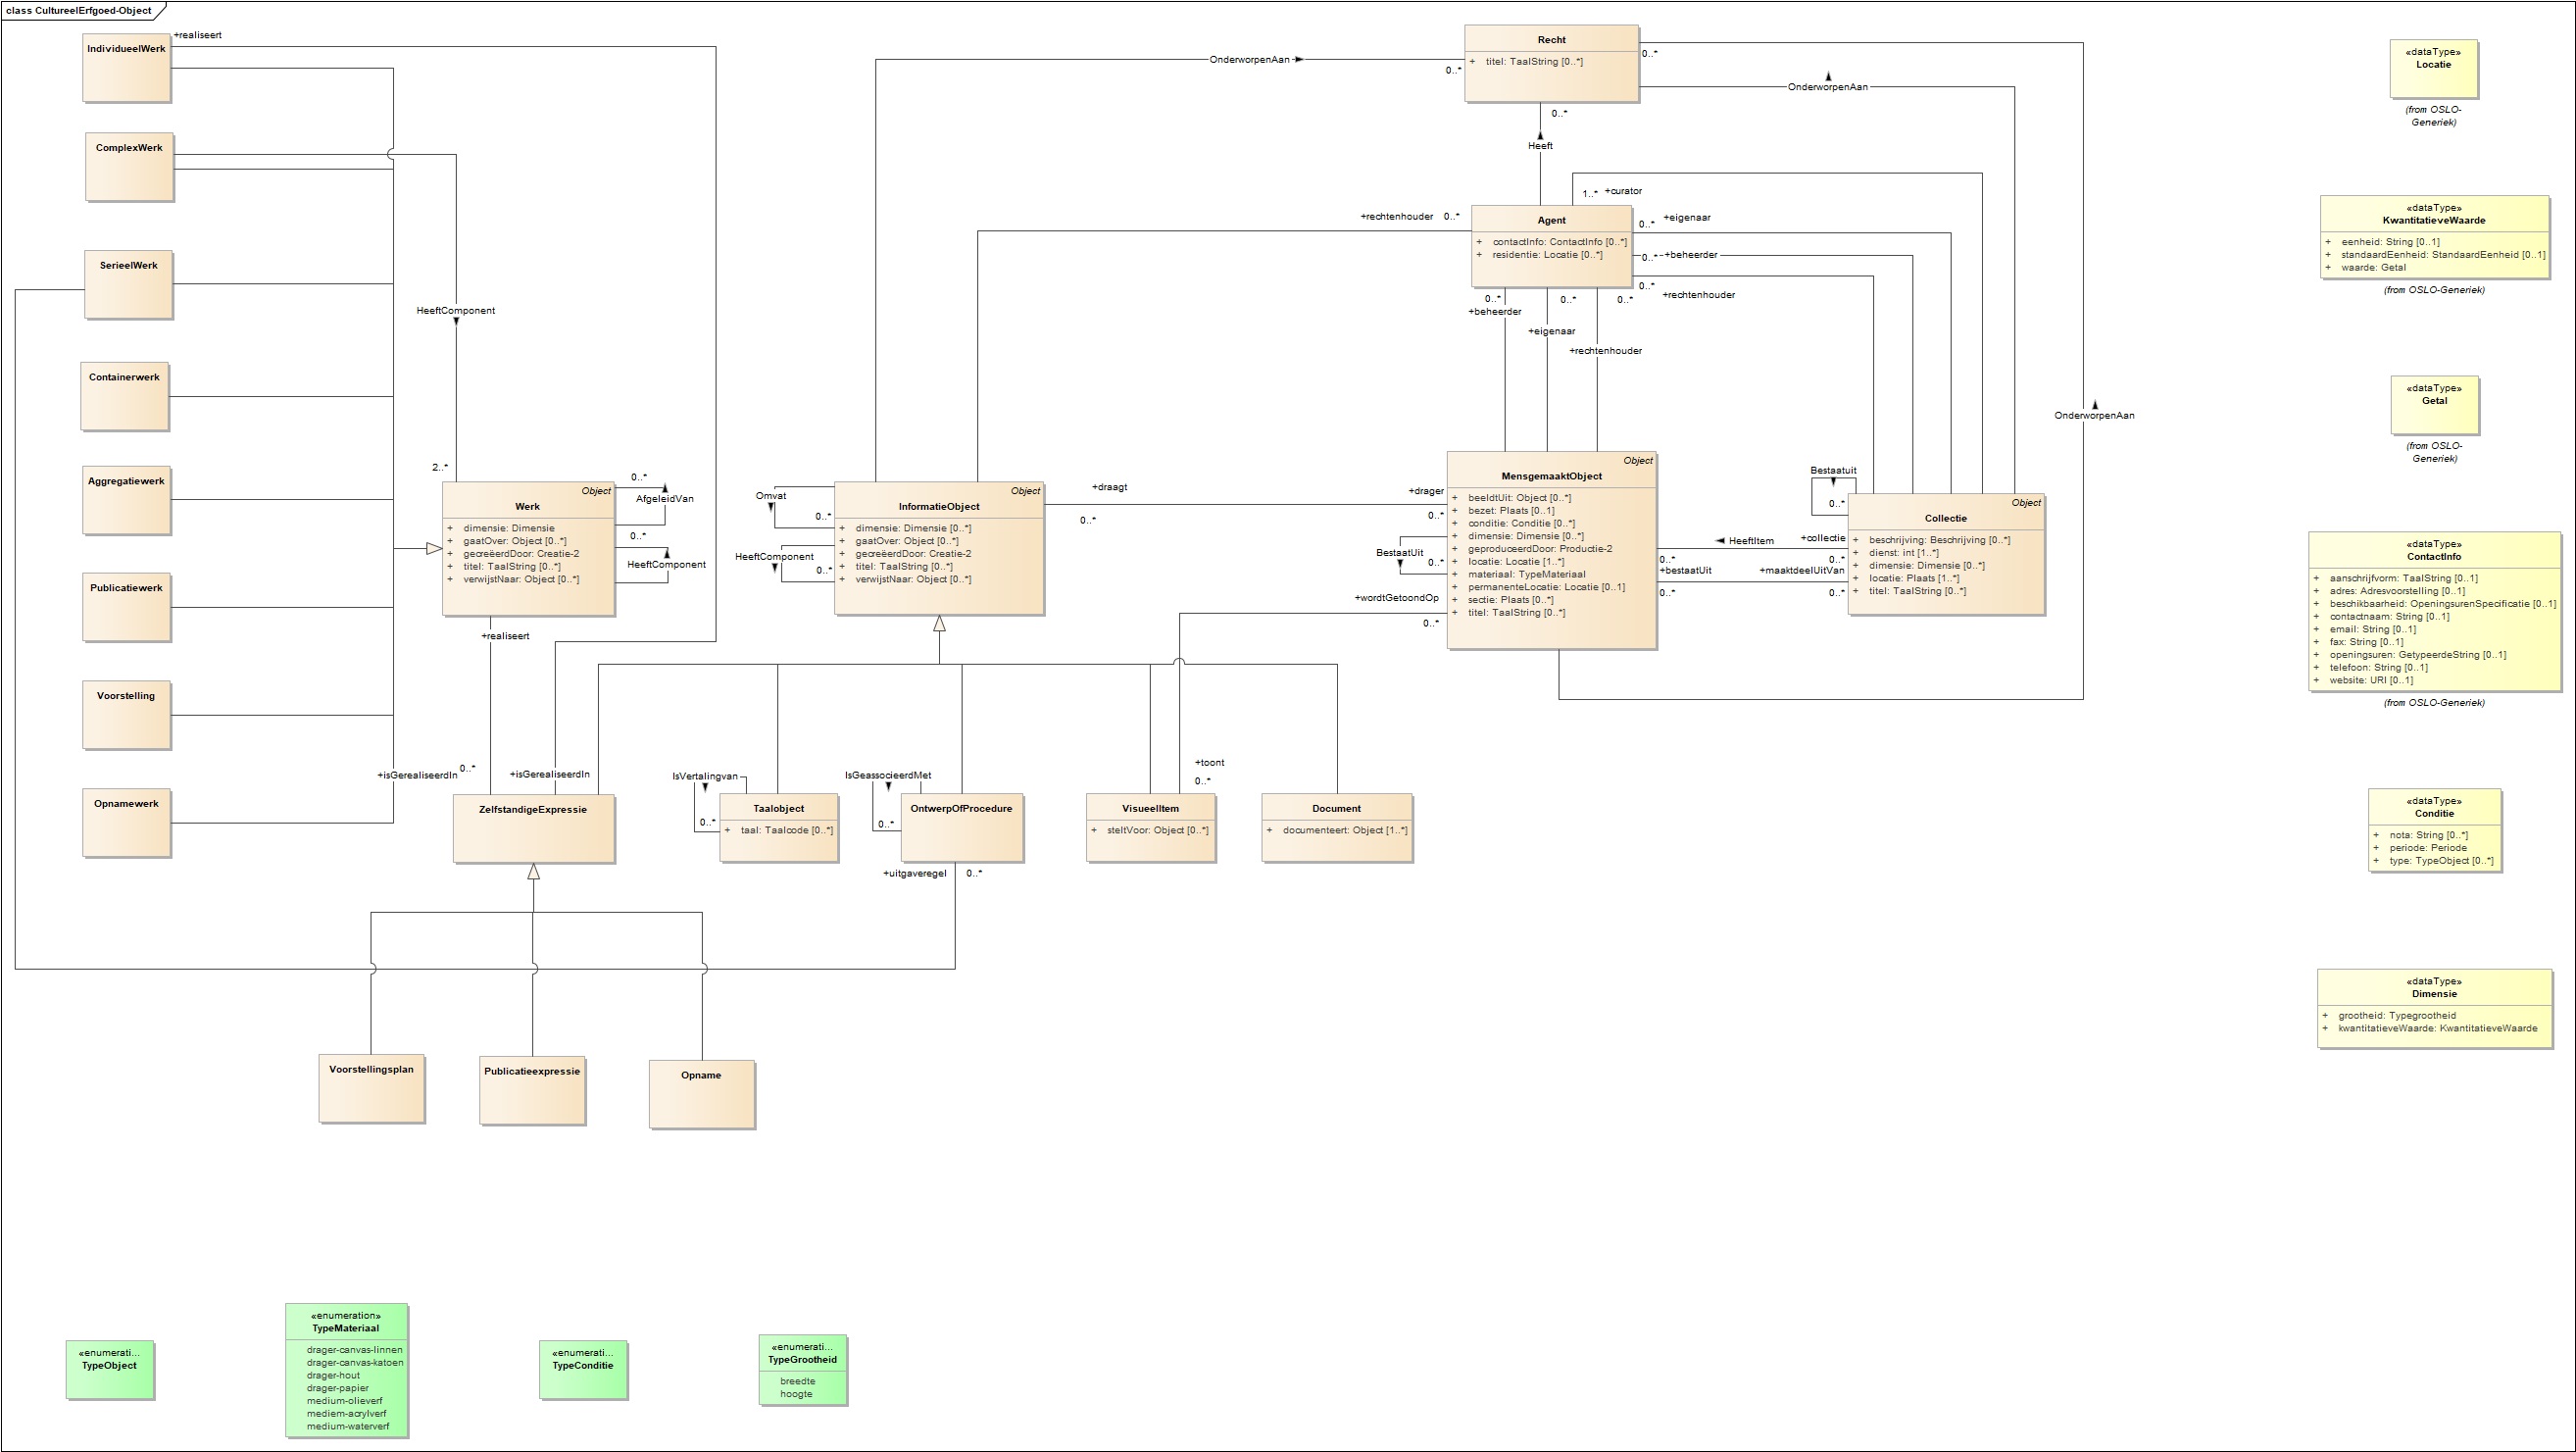 class CultureelErfgoed-Object
IndividueelWerk
+realiseert
ComplexWerk
SerieelWerk
Containerwerk
Aggregatiewerk
Publicatiewerk
Voorstelling
Opnamewerk
HeeftComponent
2..*
Object
Werk
+ dimensie: Dimensie
+ gaatOver: Object [0..*]
+ gecreëerdDoor: Creatie-2
+ titel: TaalString [0..*]
+ verwijstNaar: Object [0..*]
0..*
AfgeleidVan
0..*
HeeftComponent
+realiseert
+isGerealiseerdIn
0..*
+isGerealiseerdIn
ZelfstandigeExpressie
Voorstellingsplan
Publicatieexpressie
Opname
Omvat
0..*
HeeftComponent
0..*
Object
InformatieObject
+ dimensie: Dimensie [0..*]
+ gaatOver: Object [0..*]
+ gecreëerdDoor: Creatie-2
+ titel: TaalString [0..*]
+ verwijstNaar: Object [0..*]
IsVertalingvan
0..*
Taalobject
+ taal: Taalcode [0..*]
IsGeassocieerdMet
0..*
OntwerpOfProcedure
+uitgaveregel
0..*
VisueelItem
+ steltVoor: Object [0..*]
+toont
0..*
Document
+ documenteert: Object [1..*]
OnderworpenAan
0..*
Recht
+ titel: TaalString [0..*]
0..*
OnderworpenAan
0..*
Heeft
1..*
+curator
+rechtenhouder
0..*
Agent
+ contactInfo: ContactInfo [0..*]
+ residentie: Locatie [0..*]
0..*
+eigenaar
0..*
+beheerder
0..*
+rechtenhouder
0..*
+beheerder
0..*
+eigenaar
0..*
+rechtenhouder
OnderworpenAan
+draagt
0..*
+drager
0..*
Object
MensgemaaktObject
+ beeldtUit: Object [0..*]
+ bezet: Plaats [0..1]
+ conditie: Conditie [0..*]
+ dimensie: Dimensie [0..*]
+ geproduceerdDoor: Productie-2
+ locatie: Locatie [1..*]
+ materiaal: TypeMateriaal
+ permanenteLocatie: Locatie [0..1]
+ sectie: Plaats [0..*]
+ titel: TaalString [0..*]
BestaatUit
0..*
+wordtGetoondOp
0..*
HeeftItem
+collectie
0..*
0..*
+bestaatUit
+maaktdeelUitVan
0..*
0..*
Bestaatuit
0..*
Object
Collectie
+ beschrijving: Beschrijving [0..*]
+ dienst: int [1..*]
+ dimensie: Dimensie [0..*]
+ locatie: Plaats [1..*]
+ titel: TaalString [0..*]
«dataType»
Locatie
(from OSLO-
Generiek)
«dataType»
KwantitatieveWaarde
+ eenheid: String [0..1]
+ standaardEenheid: StandaardEenheid [0..1]
+ waarde: Getal
(from OSLO-Generiek)
«dataType»
Getal
(from OSLO-
Generiek)
«dataType»
ContactInfo
+ aanschrijfvorm: TaalString [0..1]
+ adres: Adresvoorstelling [0..1]
+ beschikbaarheid: OpeningsurenSpecificatie [0..1]
+ contactnaam: String [0..1]
+ email: String [0..1]
+ fax: String [0..1]
+ openingsuren: GetypeerdeString [0..1]
+ telefoon: String [0..1]
+ website: URI [0..1]
(from OSLO-Generiek)
«dataType»
Conditie
+ nota: String [0..*]
+ periode: Periode
+ type: TypeObject [0..*]
«dataType»
Dimensie
+ grootheid: Typegrootheid
+ kwantitatieveWaarde: KwantitatieveWaarde
«enumerati...
TypeObject
«enumeration»
TypeMateriaal
drager-canvas-linnen
drager-canvas-katoen
drager-hout
drager-papier
medium-olieverf
mediem-acrylverf
medium-waterverf
«enumerati...
TypeConditie
«enumerati...
TypeGrootheid
breedte
hoogte